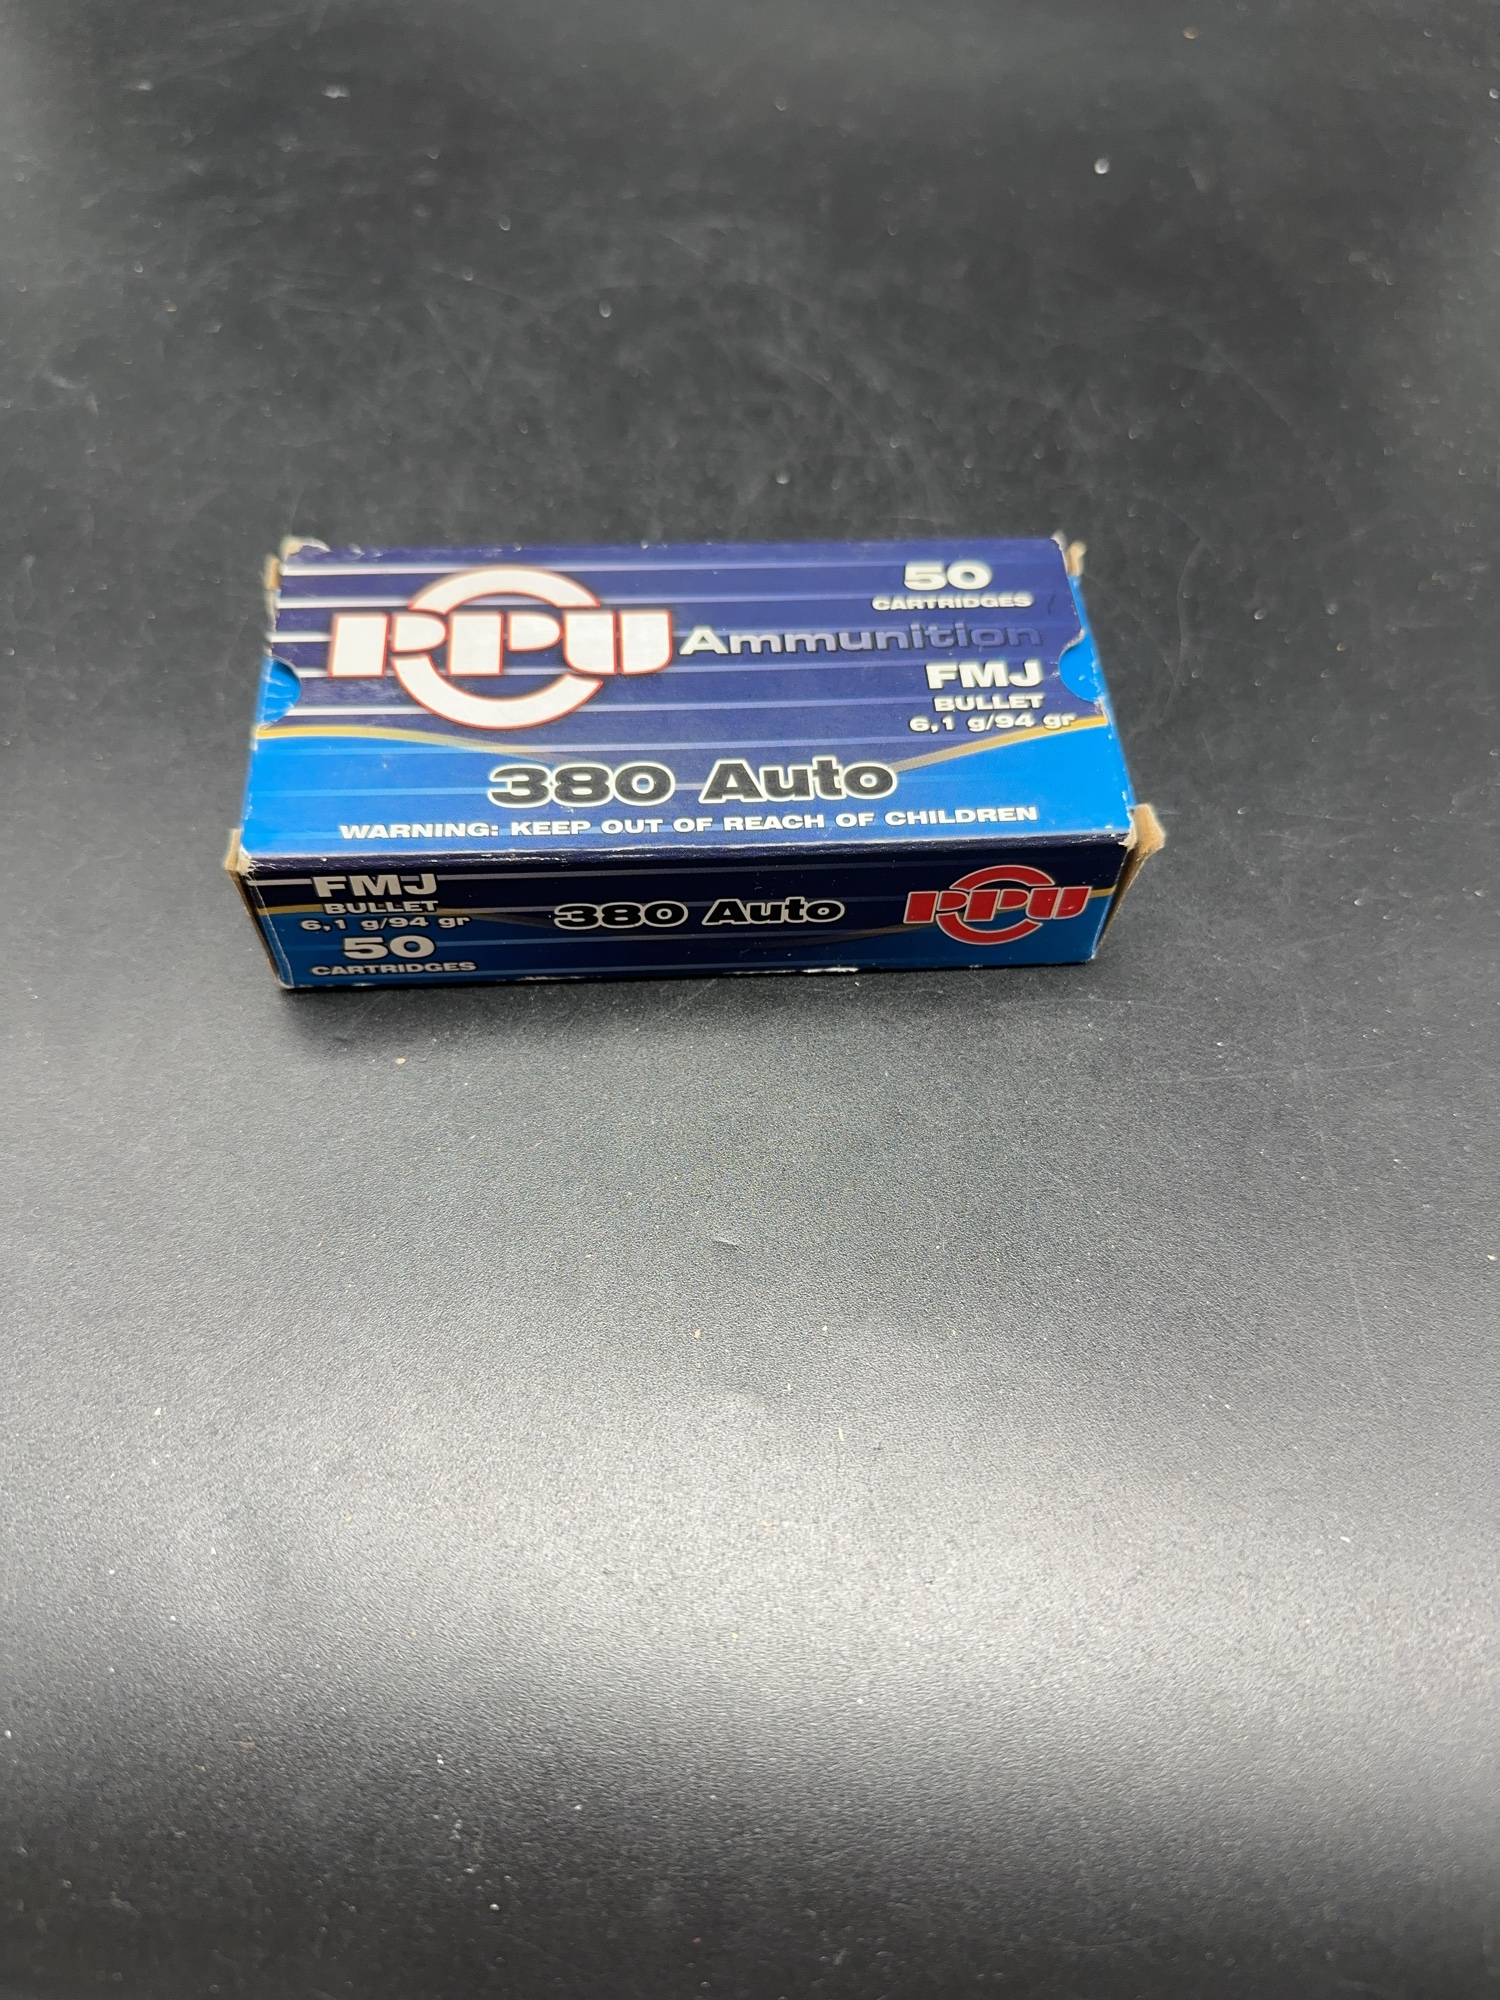 50
CARTRIDGES
PPU Ammunition
FMJ
BULLET
6,1 g/94 gr
380 Auto
WARNING: KEEP OUT OF REACH OF CHILDREN
FMJ
BULLET
6,1 g/94 gr
50
CARTRIDGES
380 Auto
PPU